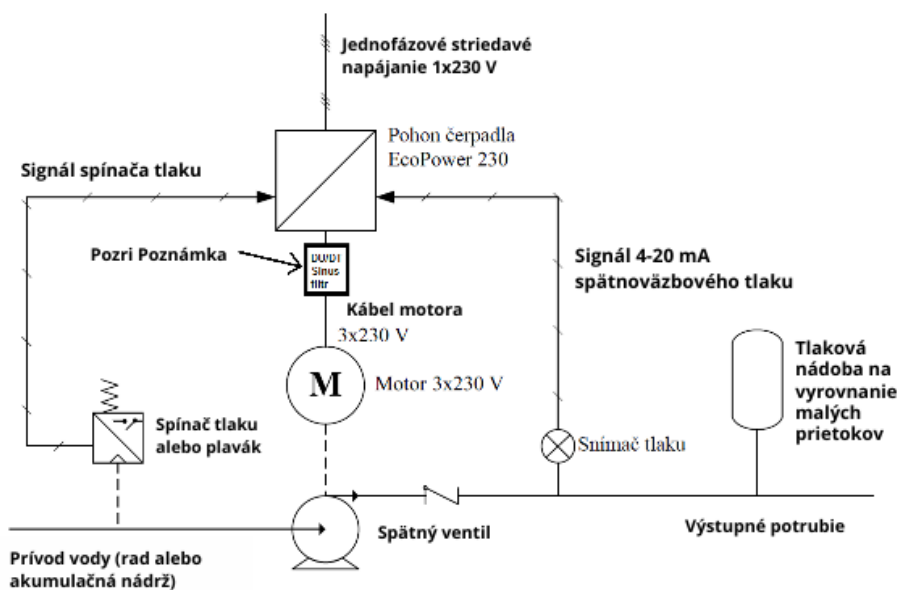 Jednofázové striedavé
napájanie 1x230 V
Pohon čerpadla
EcoPower 230
Signál spínača tlaku
Pozri Poznámka
DU/DT
Sinus
filtr
Signál 4-20 mA
spätnoväzbového tlaku
Kábel motora
3x230 V
M
Motor 3x230 V
Tlaková
nádoba na
vyrovnanie
malých
prietokov
Spínač tlaku
alebo plavák
Snímač tlaku
Spätný ventil
Výstupné potrubie
Prívod vody (rad alebo
akumulačná nádrž)